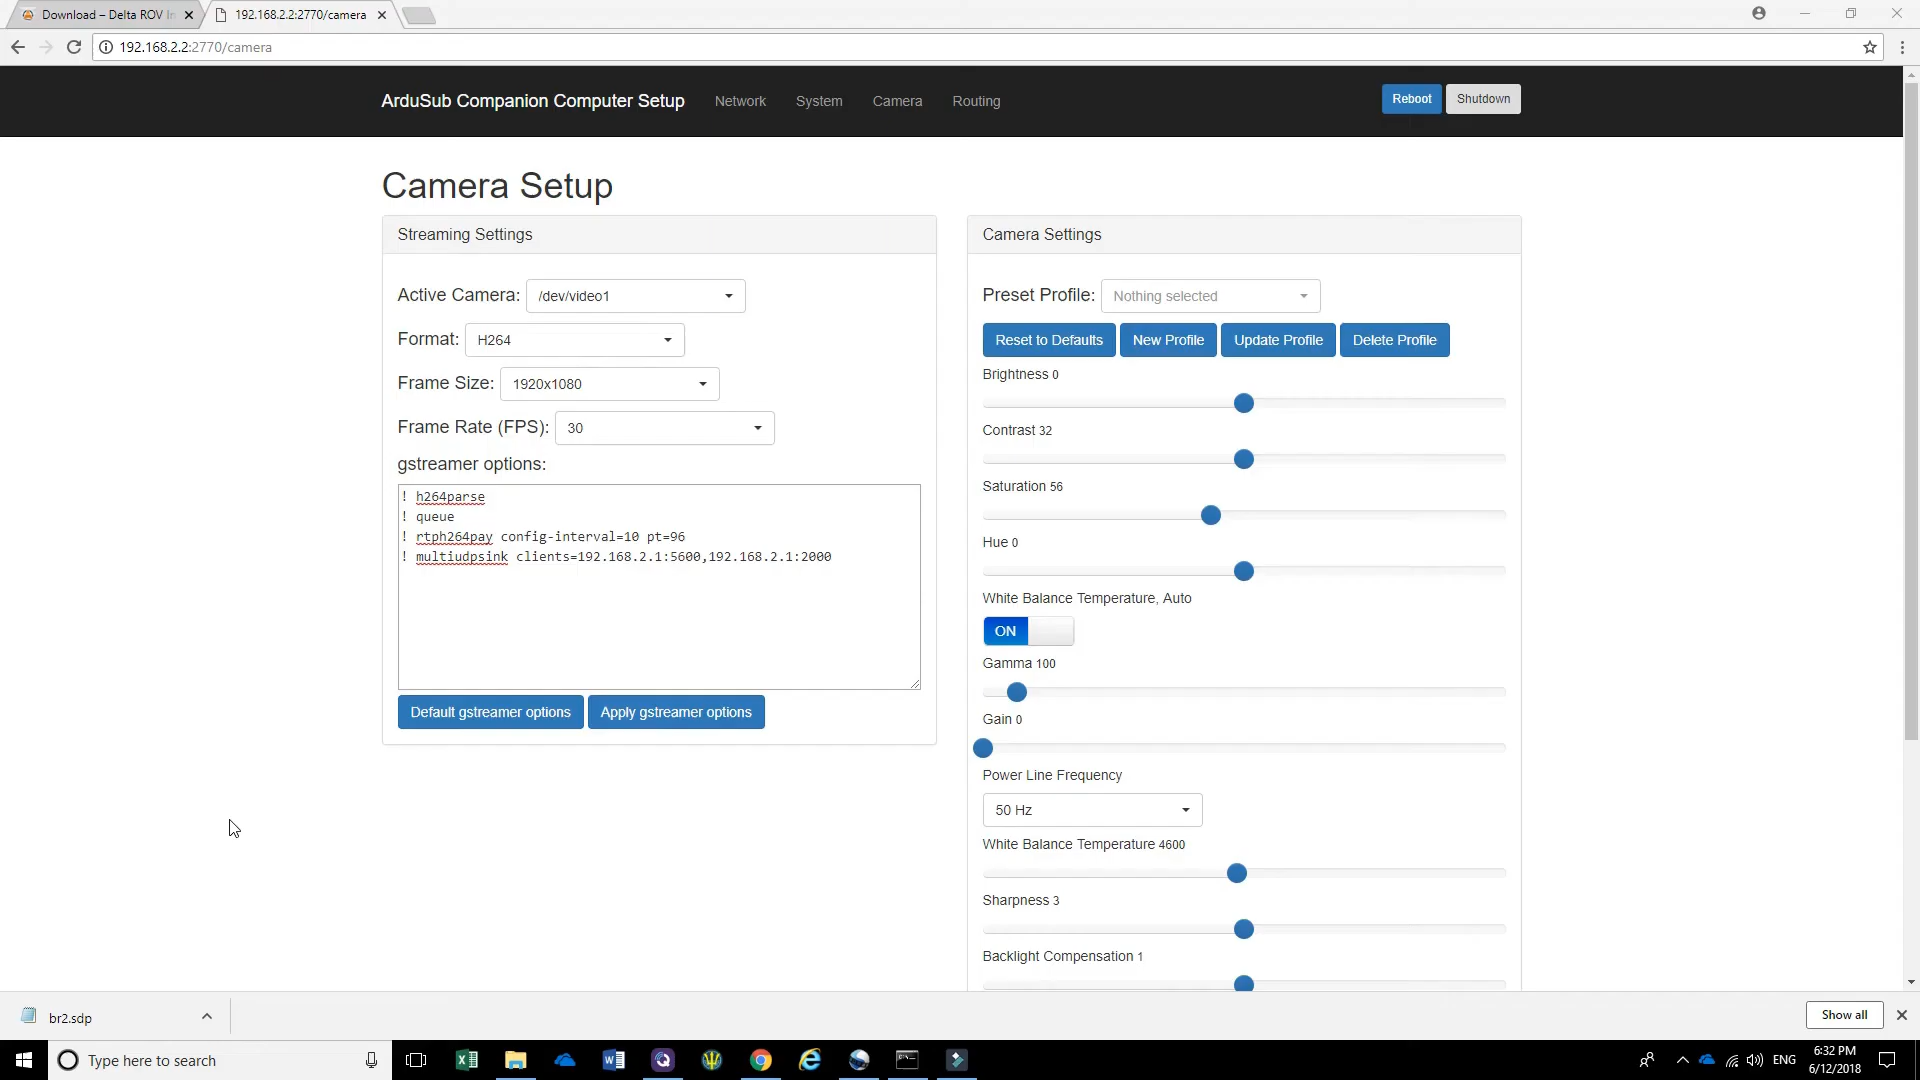 Download – Delta ROV In
192.168.2.2:2770/camera
192.168.2.2:2770/camera
ArduSub Companion Computer Setup
Network
System
Camera
Routing
Reboot
Shutdown
Camera Setup
Streaming Settings
Active Camera: /dev/video1
Format: H264
Frame Size: 1920x1080
Frame Rate (FPS): 30
gstreamer options:
! h264parse
! queue
! rtph264pay config-interval=10 pt=96
! multiudpsink clients=192.168.2.1:5600,192.168.2.1:2000
Default gstreamer options
Apply gstreamer options
Camera Settings
Preset Profile: Nothing selected
Reset to Defaults
New Profile
Update Profile
Delete Profile
Brightness 0
Contrast 32
Saturation 56
Hue 0
White Balance Temperature, Auto
ON
Gamma 100
Gain 0
Power Line Frequency
50 Hz
White Balance Temperature 4600
Sharpness 3
Backlight Compensation 1
br2.sdp
Show all
Type here to search
ENG
6:32 PM
6/12/2018